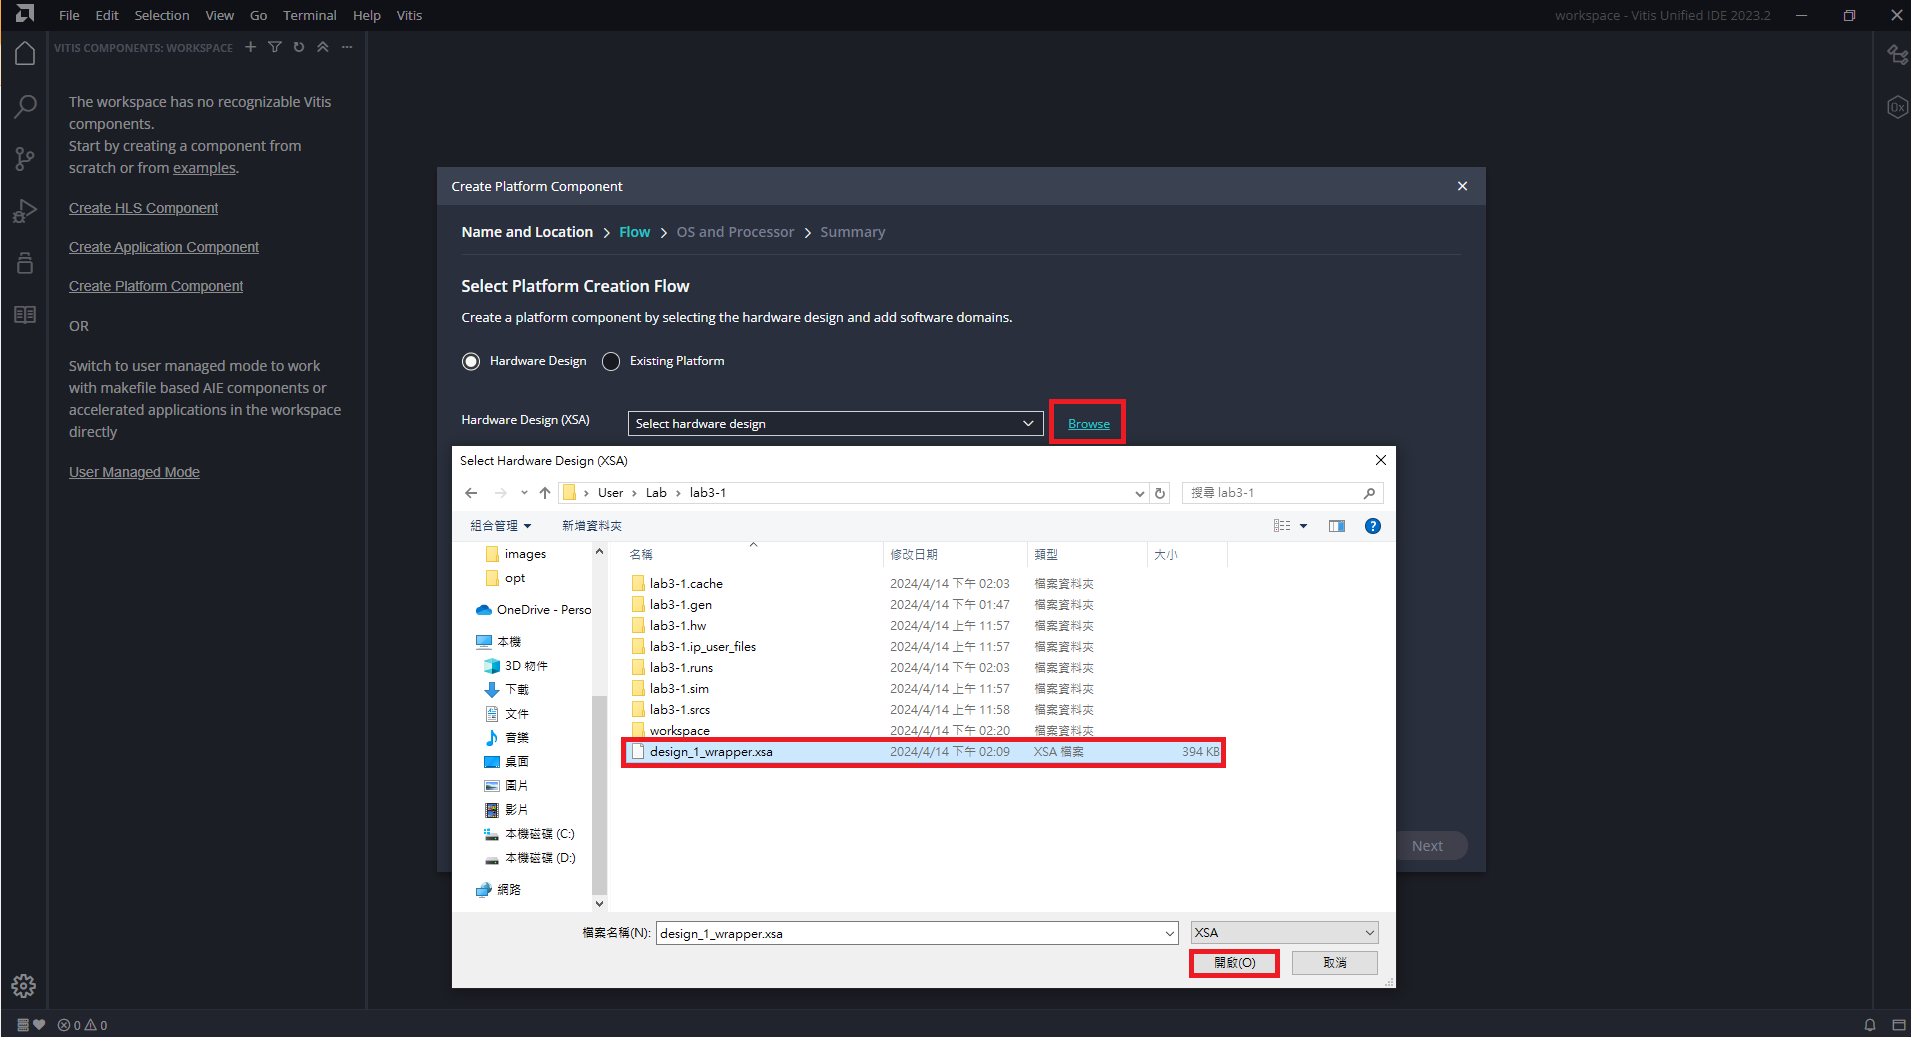 File Edit Selection View Go Terminal Help Vitis
workspace - Vitis Unified IDE 2023.2
VITIS COMPONENTS: WORKSPACE
The workspace has no recognizable Vitis
components.
Start by creating a component from
scratch or from examples.
Create HLS Component
Create Application Component
Create Platform Component
OR
Switch to user managed mode to work
with makefile based AIE components or
accelerated applications in the workspace
directly
User Managed Mode
Create Platform Component
Name and Location > Flow > OS and Processor > Summary
Select Platform Creation Flow
Create a platform component by selecting the hardware design and add software domains.
Hardware Design Existing Platform
Hardware Design (XSA) Select hardware design Browse
Select Hardware Design (XSA)
User > Lab > lab3-1
搜尋 lab3-1
組合管理 新增資料夾
images
opt
OneDrive - Perso
本機
3D 物件
下載
文件
音樂
桌面
圖片
影片
本機磁碟 (C:)
本機磁碟 (D:)
網路
名稱 修改日期 類型 大小
lab3-1.cache 2024/4/14 下午 02:03 檔案資料夾
lab3-1.gen 2024/4/14 下午 01:47 檔案資料夾
lab3-1.hw 2024/4/14 上午 11:57 檔案資料夾
lab3-1.ip_user_files 2024/4/14 上午 11:57 檔案資料夾
lab3-1.runs 2024/4/14 下午 02:03 檔案資料夾
lab3-1.sim 2024/4/14 上午 11:57 檔案資料夾
lab3-1.srcs 2024/4/14 上午 11:58 檔案資料夾
workspace 2024/4/14 下午 02:20 檔案資料夾
design_1_wrapper.xsa 2024/4/14 下午 02:09 XSA 檔案 394 KB
檔案名稱(N): design_1_wrapper.xsa XSA
開啟(O) 取消
Next
0 0
0x